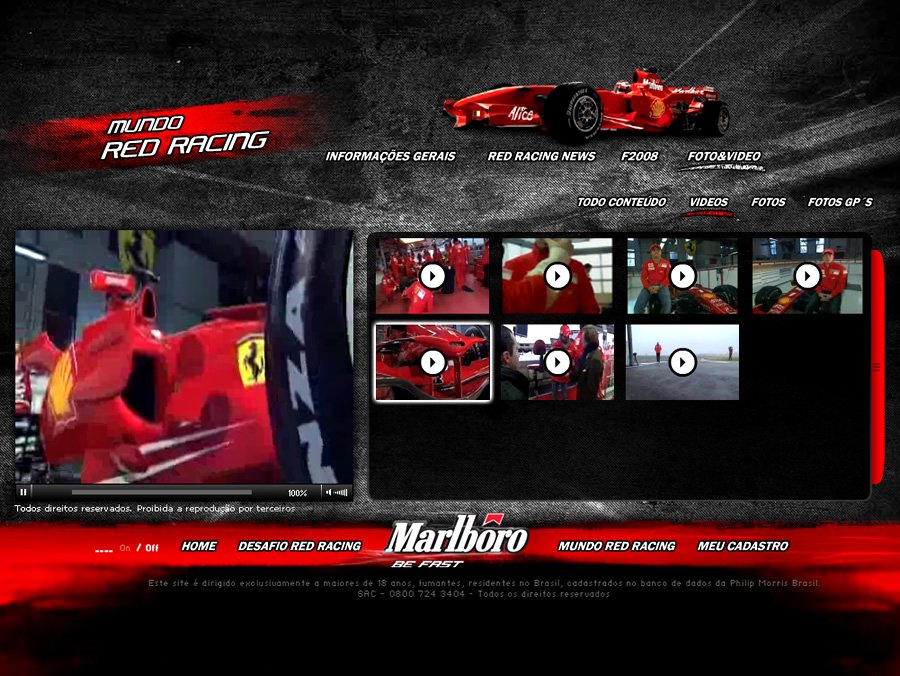 MUNDO
RED RACING
Marlboro
AliCe
INFORMAÇÕES GERAIS
RED RACING NEWS
F2008
FOTO&VIDEO
TODO CONTEÚDO
VIDEOS
FOTOS
FOTOS GP´S
100%
Todos direitos reservados. Proibida a reprodução por terceiros
On / Off
HOME
DESAFIO RED RACING
Marlboro
BE FAST
MUNDO RED RACING
MEU CADASTRO
Este site é dirigido exclusivamente a maiores de 18 anos, fumantes, residentes no Brasil, cadastrados no banco de dados da Philip Morris Brasil.
SAC - 0800 724 3404 - Todos os direitos reservados